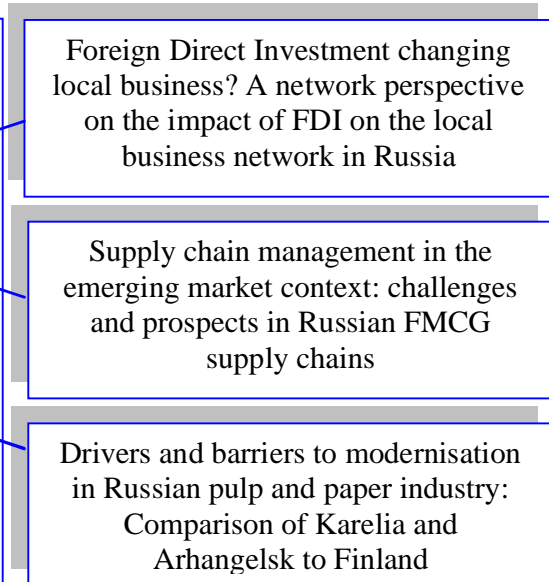 Foreign Direct Investment changing
local business? A network perspective
on the impact of FDI on the local
business network in Russia
Supply chain management in the
emerging market context: challenges
and prospects in Russian FMCG
supply chains
Drivers and barriers to modernisation
in Russian pulp and paper industry:
Comparison of Karelia and
Arhangelsk to Finland